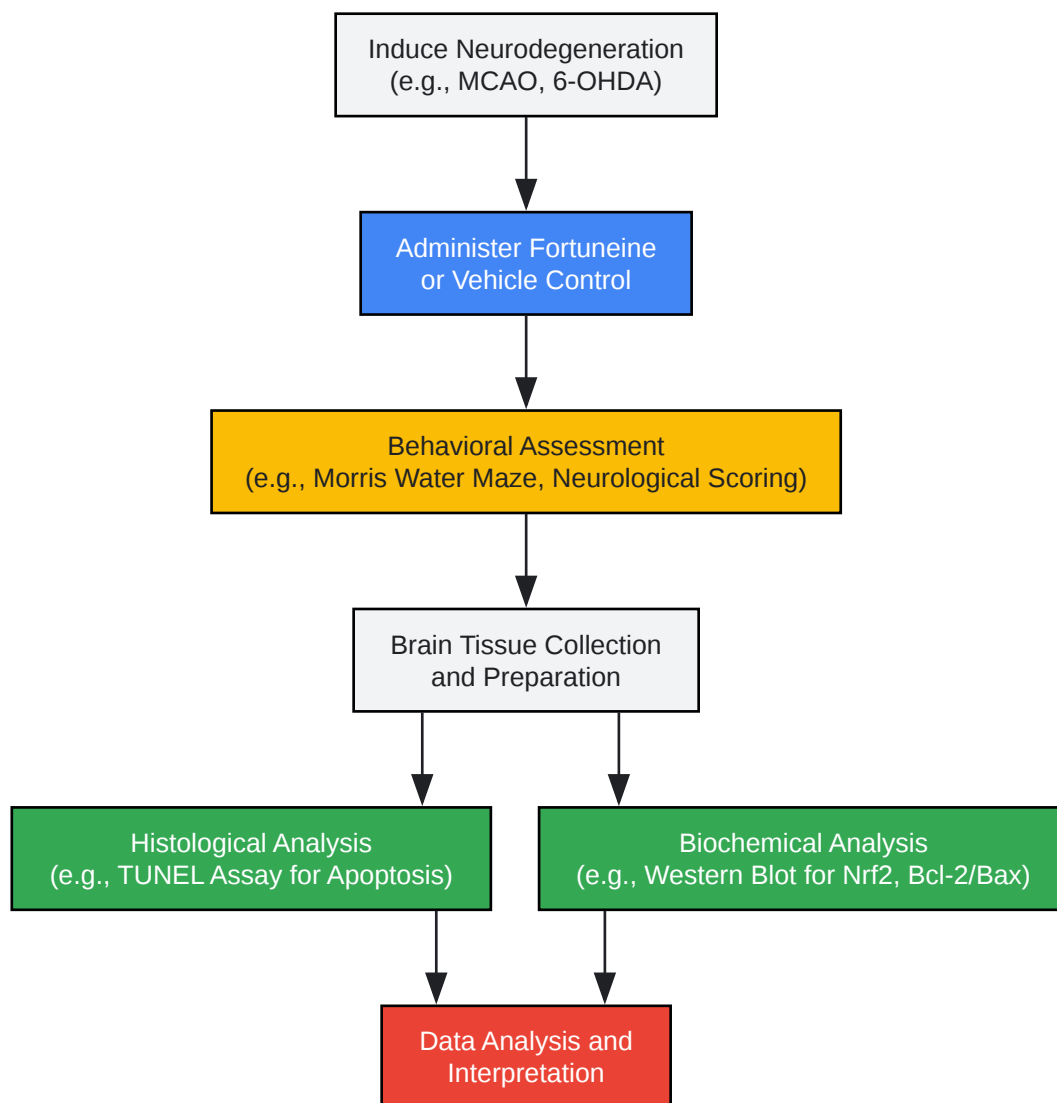 Induce Neurodegeneration
(e.g., MCAO, 6-OHDA)
Administer Fortuneine
or Vehicle Control
Behavioral Assessment
(e.g., Morris Water Maze, Neurological Scoring)
Brain Tissue Collection
and Preparation
Histological Analysis
(e.g., TUNEL Assay for Apoptosis)
Biochemical Analysis
(e.g., Western Blot for Nrf2, Bcl-2/Bax)
Data Analysis and
Interpretation